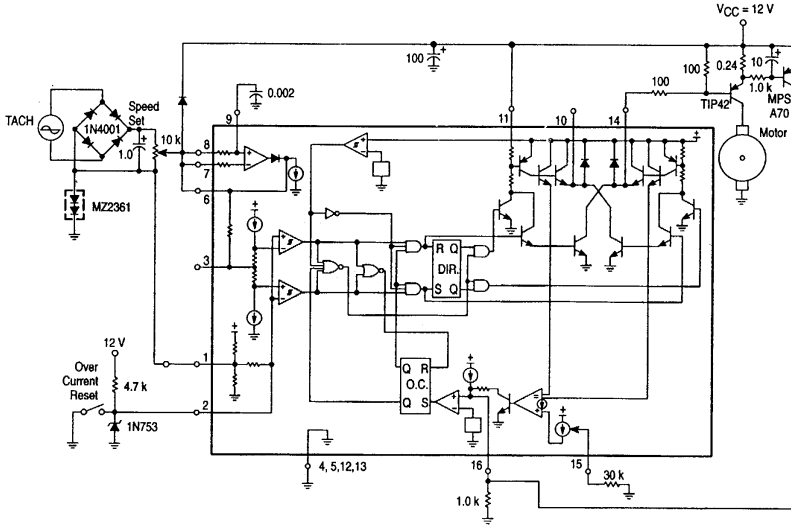 VCC = 12 V
100
100
0.24
10
1.0 k
100
TIP42
MPS
A70
Motor
TACH
1N4001
Speed
Set
1.0
10 k
0.002
MZ2361
9
8
7
6
11
10
14
3
R Q
DIR.
S Q
12 V
Over
Current
Reset
4.7 k
1N753
1
2
Q R
O.C.
Q S
4, 5,12,13
16
15
1.0 k
30 k